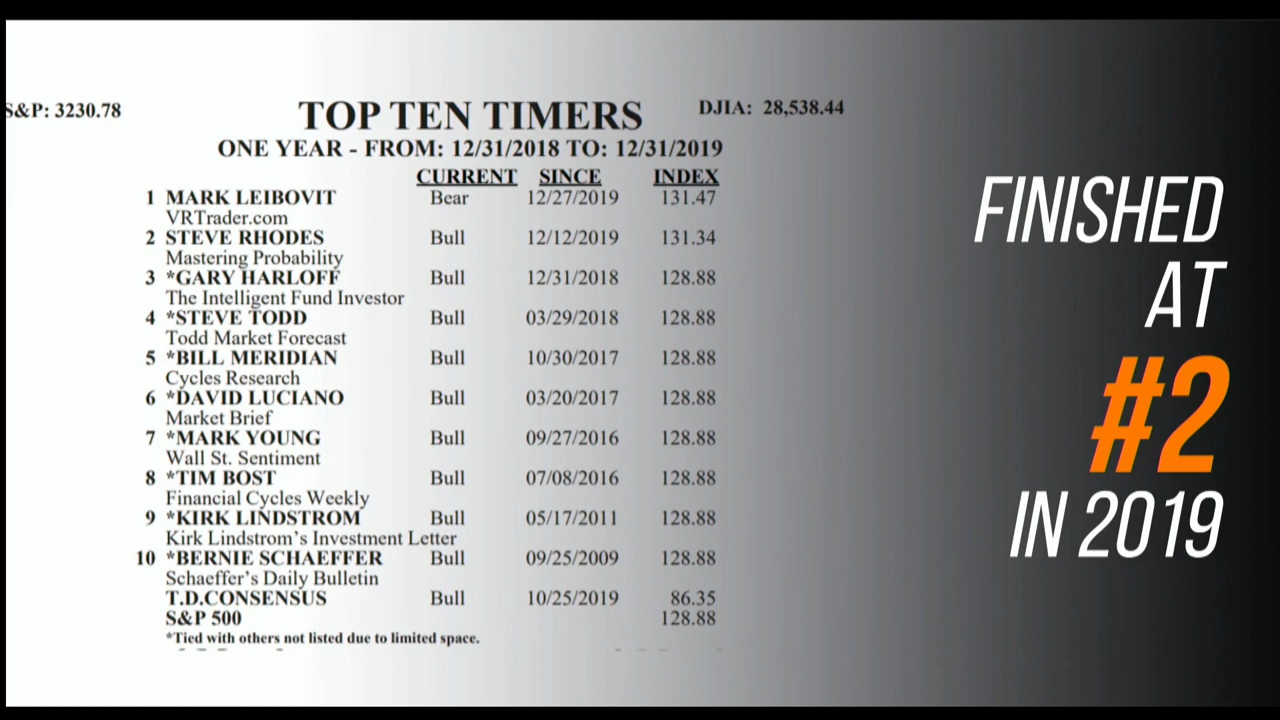 S&P: 3230.78
TOP TEN TIMERS
DJIA: 28,538.44
ONE YEAR - FROM: 12/31/2018 TO: 12/31/2019
CURRENT SINCE INDEX
1 MARK LEIBOVIT Bear 12/27/2019 131.47
VRTrader.com
2 STEVE RHODES Bull 12/12/2019 131.34
Mastering Probability
3 *GARY HARLOFF Bull 12/31/2018 128.88
The Intelligent Fund Investor
4 *STEVE TODD Bull 03/29/2018 128.88
Todd Market Forecast
5 *BILL MERIDIAN Bull 10/30/2017 128.88
Cycles Research
6 *DAVID LUCIANO Bull 03/20/2017 128.88
Market Brief
7 *MARK YOUNG Bull 09/27/2016 128.88
Wall St. Sentiment
8 *TIM BOST Bull 07/08/2016 128.88
Financial Cycles Weekly
9 *KIRK LINDSTROM Bull 05/17/2011 128.88
Kirk Lindstrom's Investment Letter
10 *BERNIE SCHAEFFER Bull 09/25/2009 128.88
Schaeffer's Daily Bulletin
T.D.CONSENSUS Bull 10/25/2019 86.35
S&P 500 128.88
*Tied with others not listed due to limited space.
FINISHED
AT
#2
IN 2019